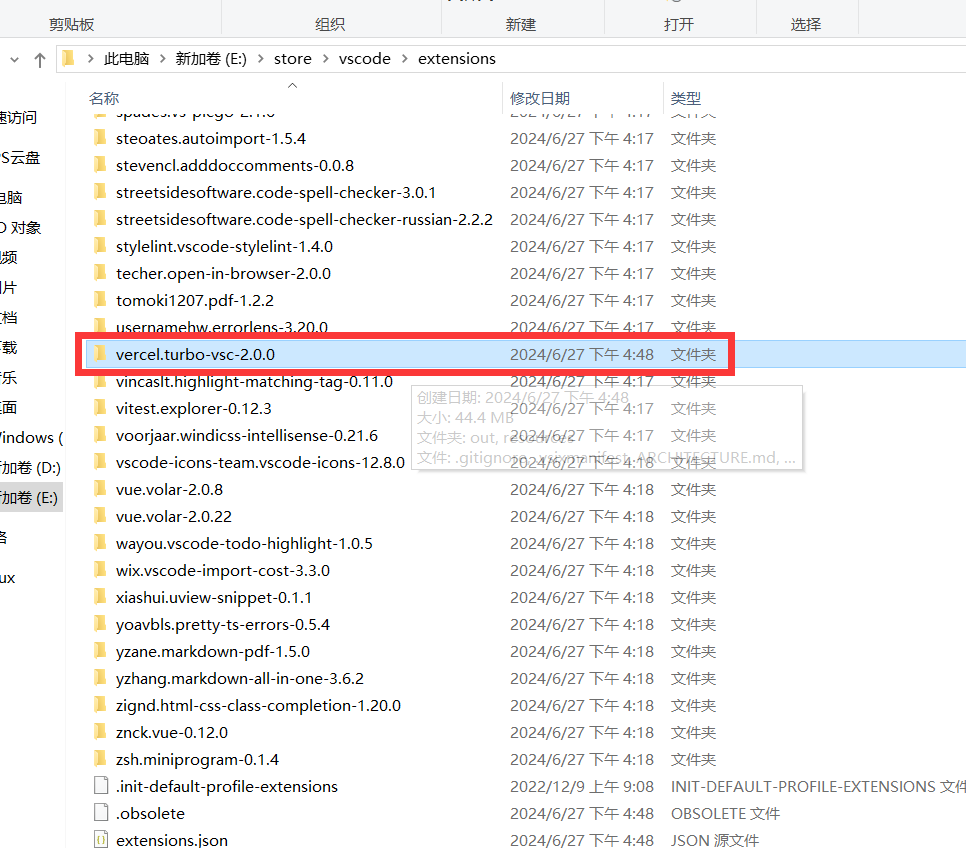 剪贴板 组织 新建 打开 选择
此电脑 > 新加卷 (E:) > store > vscode > extensions
名称 修改日期 类型
steoates.autoimport-1.5.4 2024/6/27 下午 4:17 文件夹
stevencl.adddoccomments-0.0.8 2024/6/27 下午 4:17 文件夹
streetsidesoftware.code-spell-checker-3.0.1 2024/6/27 下午 4:17 文件夹
streetsidesoftware.code-spell-checker-russian-2.2.2 2024/6/27 下午 4:17 文件夹
stylelint.vscode-stylelint-1.4.0 2024/6/27 下午 4:17 文件夹
techer.open-in-browser-2.0.0 2024/6/27 下午 4:17 文件夹
tomoki1207.pdf-1.2.2 2024/6/27 下午 4:17 文件夹
usernamehw.errorlens-3.20.0 2024/6/27 下午 4:17 文件夹
vercel.turbo-vsc-2.0.0 2024/6/27 下午 4:48 文件夹
vincaslt.highlight-matching-tag-0.11.0 2024/6/27 下午 4:17 文件夹
vitest.explorer-0.12.3 2024/6/27 下午 4:17 文件夹
voorjaar.windicss-intellisense-0.21.6 2024/6/27 下午 4:17 文件夹
vscode-icons-team.vscode-icons-12.8.0 2024/6/27 下午 4:18 文件夹
vue.volar-2.0.8 2024/6/27 下午 4:18 文件夹
vue.volar-2.0.22 2024/6/27 下午 4:18 文件夹
wayou.vscode-todo-highlight-1.0.5 2024/6/27 下午 4:18 文件夹
wix.vscode-import-cost-3.3.0 2024/6/27 下午 4:18 文件夹
xiashui.uview-snippet-0.1.1 2024/6/27 下午 4:18 文件夹
yoavbls.pretty-ts-errors-0.5.4 2024/6/27 下午 4:18 文件夹
yzane.markdown-pdf-1.5.0 2024/6/27 下午 4:18 文件夹
yzhang.markdown-all-in-one-3.6.2 2024/6/27 下午 4:18 文件夹
zignd.html-css-class-completion-1.20.0 2024/6/27 下午 4:18 文件夹
znck.vue-0.12.0 2024/6/27 下午 4:18 文件夹
zsh.miniprogram-0.1.4 2024/6/27 下午 4:18 文件夹
.init-default-profile-extensions 2022/12/9 上午 9:08 INIT-DEFAULT-PROFILE-EXTENSIONS 文件
.obsolete 2024/6/27 下午 4:48 OBSOLETE 文件
extensions.json 2024/6/27 下午 4:48 JSON 源文件
创建日期: 2024/6/27 下午 4:48
大小: 44.4 MB
文件夹: out, resources
文件: .gitignore, .vsixmanifest, ARCHITECTURE.md, ...
速访问
PS云盘
电脑
D 对象
视频
图片
文档
下载
音乐
桌面
Windows (
新加卷 (D:)
新加卷 (E:)
络
ux